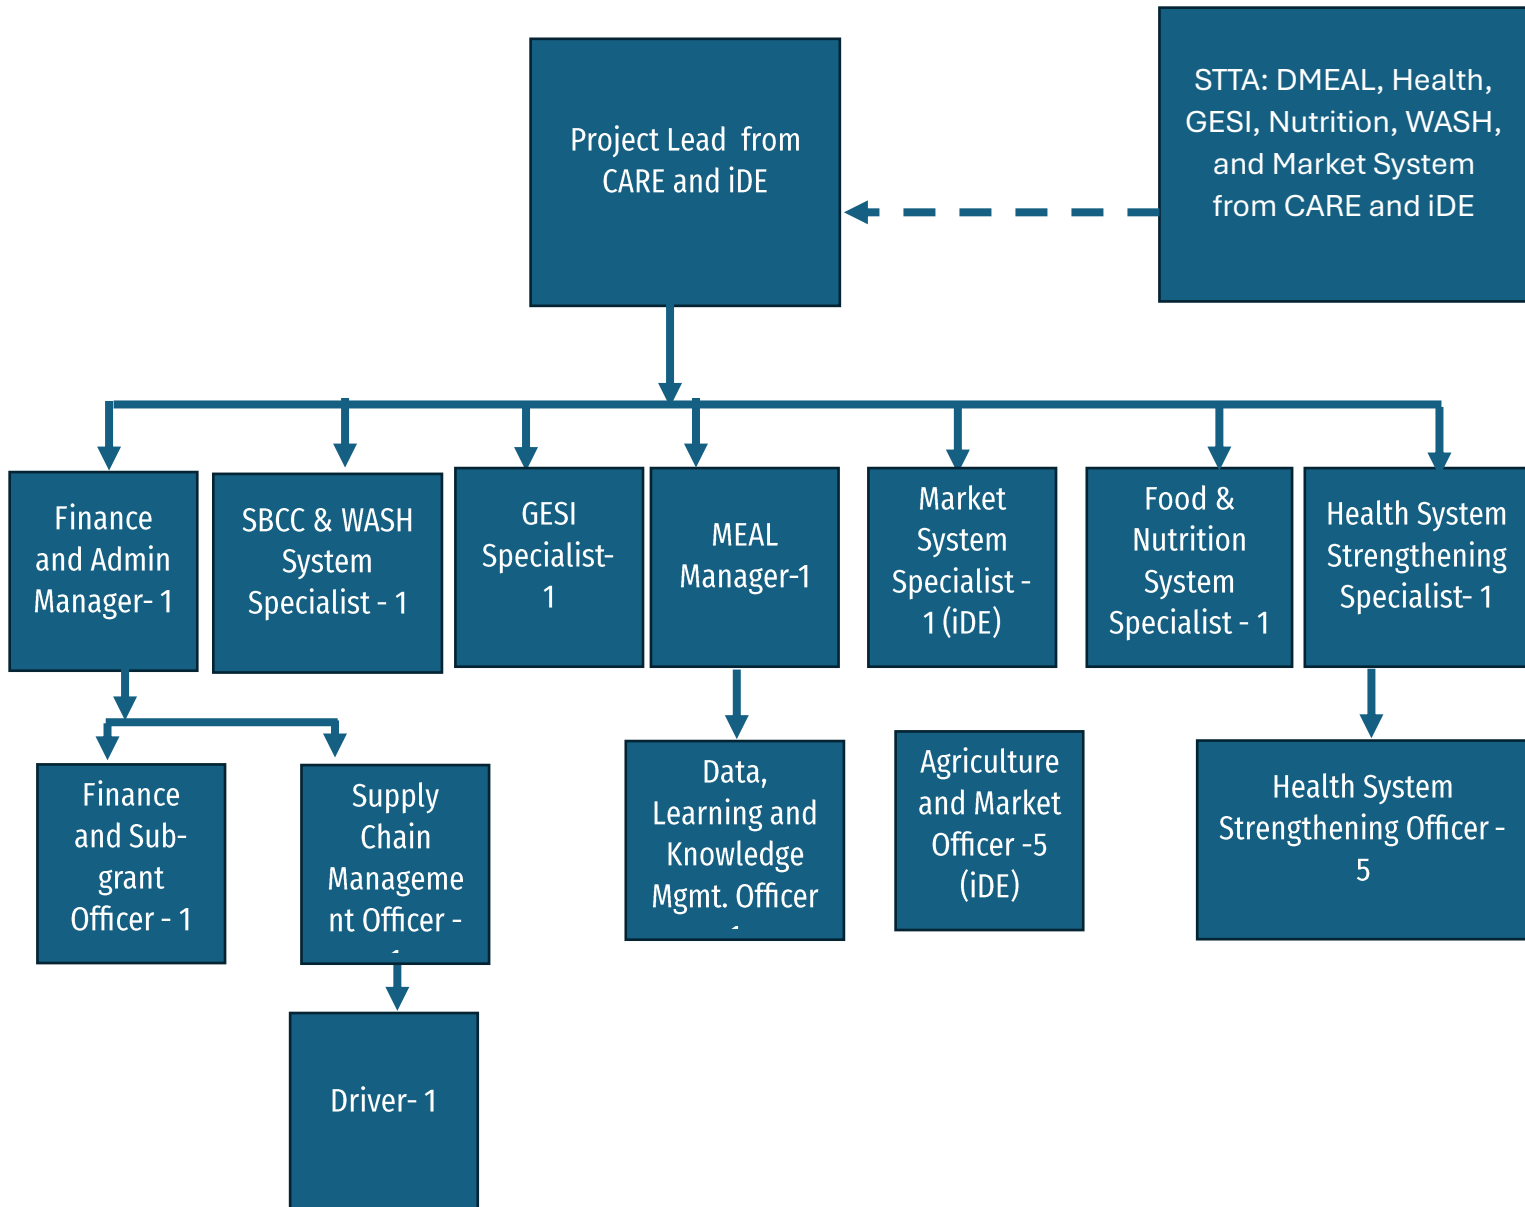 Project Lead from
CARE and iDE
STTA: DMEAL, Health,
GESI, Nutrition, WASH,
and Market System
from CARE and iDE
Finance
and Admin
Manager- 1
SBCC & WASH
System
Specialist - 1
GESI
Specialist-
1
MEAL
Manager-1
Market
System
Specialist -
1 (iDE)
Food &
Nutrition
System
Specialist - 1
Health System
Strengthening
Specialist- 1
Finance
and Sub-
grant
Officer - 1
Supply
Chain
Manageme
nt Officer -
Data,
Learning and
Knowledge
Mgmt. Officer
Agriculture
and Market
Officer -5
(iDE)
Health System
Strengthening Officer -
5
Driver- 1